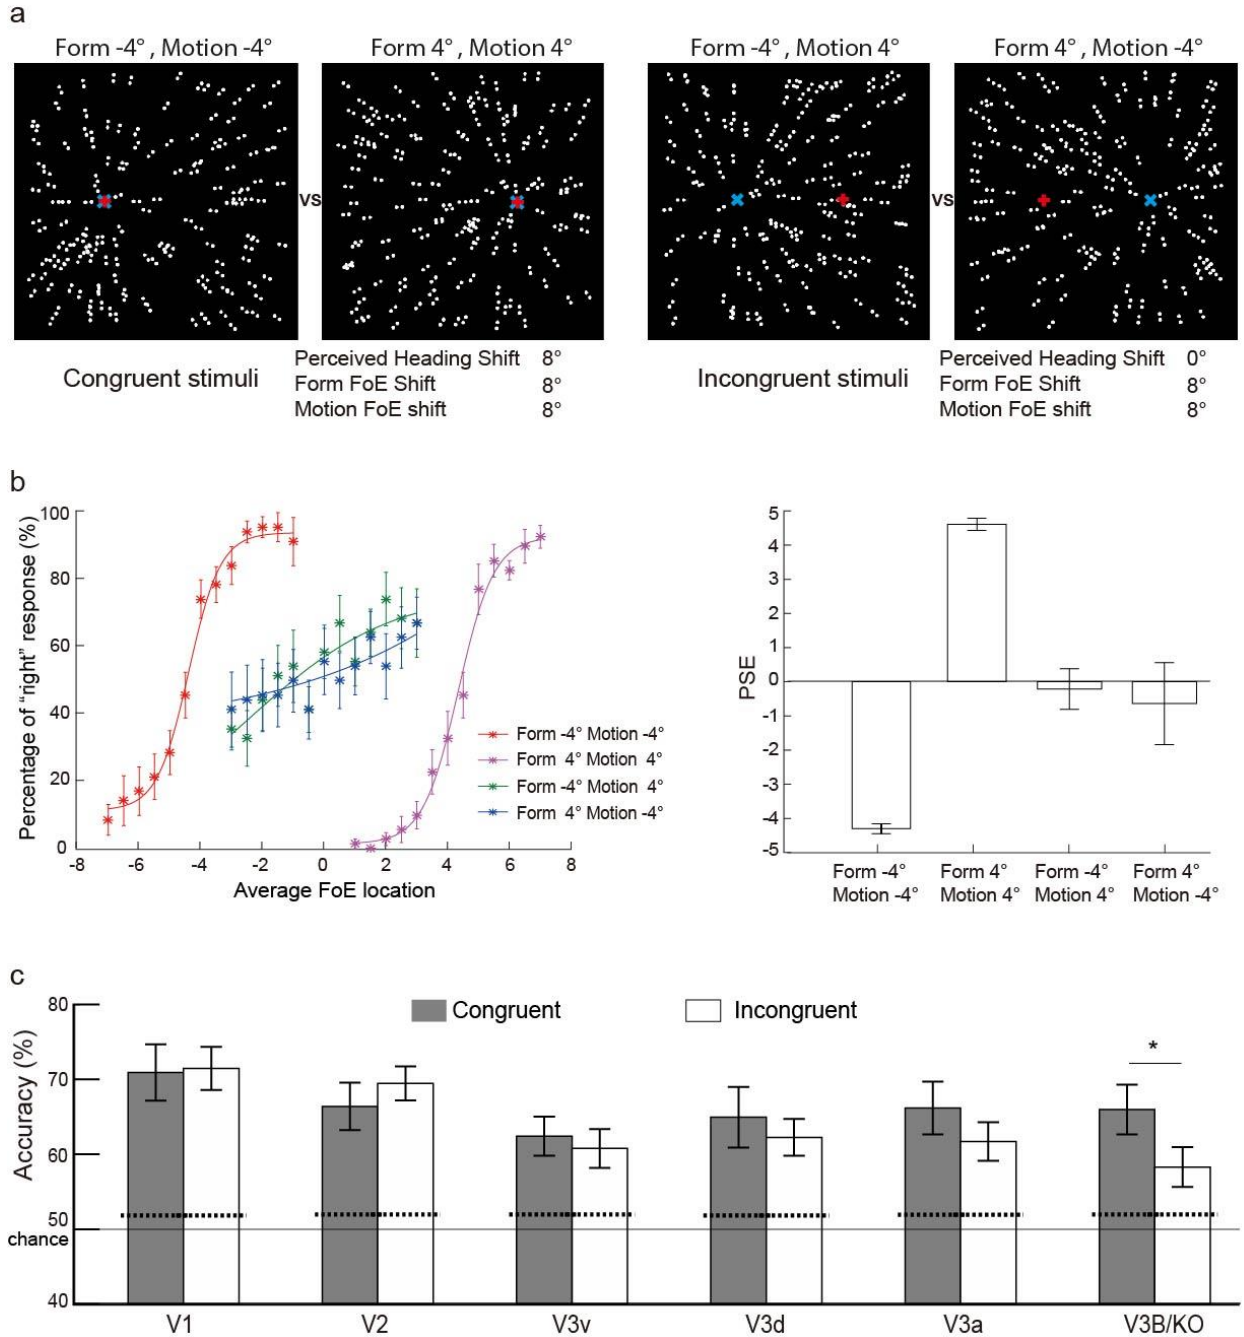 a
Form -4° , Motion -4°
Form 4° , Motion 4°
Form -4° , Motion 4°
Form 4° , Motion -4°
vs
vs
Congruent stimuli
Perceived Heading Shift 8°
Form FoE Shift 8°
Motion FoE shift 8°
Incongruent stimuli
Perceived Heading Shift 0°
Form FoE Shift 8°
Motion FoE shift 8°
b
Percentage of "right" response (%)
100
80
60
40
20
0
-8 -6 -4 -2 0 2 4 6 8
Average FoE location
Form -4° Motion -4°
Form 4° Motion 4°
Form -4° Motion 4°
Form 4° Motion -4°
PSE
5
4
3
2
1
0
-1
-2
-3
-4
-5
Form -4° Form 4° Form -4° Form 4°
Motion -4° Motion 4° Motion 4° Motion -4°
c
Accuracy (%)
80
70
60
50
chance
40
Congruent
Incongruent
*
V1 V2 V3v V3d V3a V3B/KO